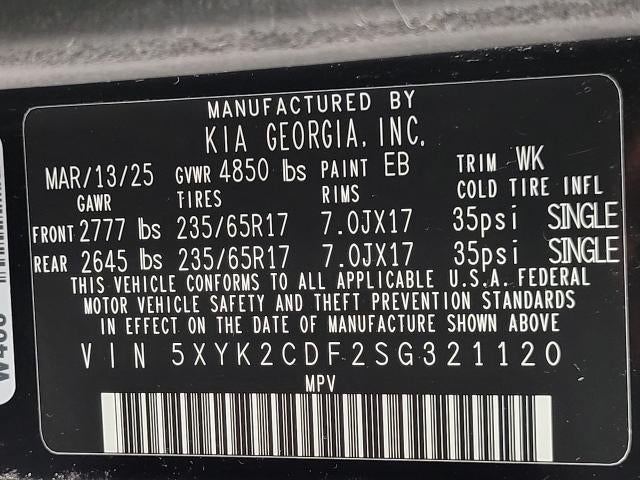 MANUFACTURED BY
KIA GEORGIA, INC.
MAR/13/25 GVWR 4850 lbs PAINT EB TRIM WK
GAWR TIRES RIMS COLD TIRE INFL
FRONT 2777 lbs 235/65R17 7.0JX17 35psi SINGLE
REAR 2645 lbs 235/65R17 7.0JX17 35psi SINGLE
THIS VEHICLE CONFORMS TO ALL APPLICABLE U.S.A. FEDERAL
MOTOR VEHICLE SAFETY AND THEFT PREVENTION STANDARDS
IN EFFECT ON THE DATE OF MANUFACTURE SHOWN ABOVE
VIN 5XYK2CDF2SG321120
MPV